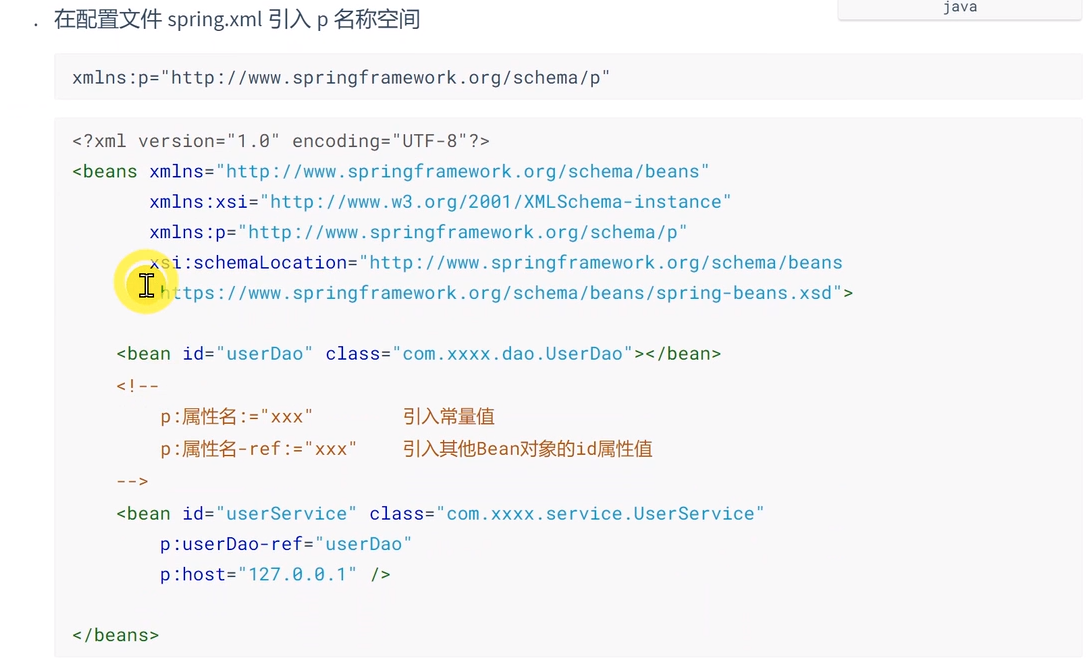 java
. 在配置文件 spring.xml 引入 p 名称空间
xmlns:p="http://www.springframework.org/schema/p"
<?xml version="1.0" encoding="UTF-8"?>
<beans xmlns="http://www.springframework.org/schema/beans"
xmlns:xsi="http://www.w3.org/2001/XMLSchema-instance"
xmlns:p="http://www.springframework.org/schema/p"
xsi:schemaLocation="http://www.springframework.org/schema/beans
https://www.springframework.org/schema/beans/spring-beans.xsd">
<bean id="userDao" class="com.xxxx.dao.UserDao"></bean>
<!--
p:属性名:="xxx" 引入常量值
p:属性名-ref:="xxx" 引入其他Bean对象的id属性值
-->
<bean id="userService" class="com.xxxx.service.UserService"
p:userDao-ref="userDao"
p:host="127.0.0.1" />
</beans>